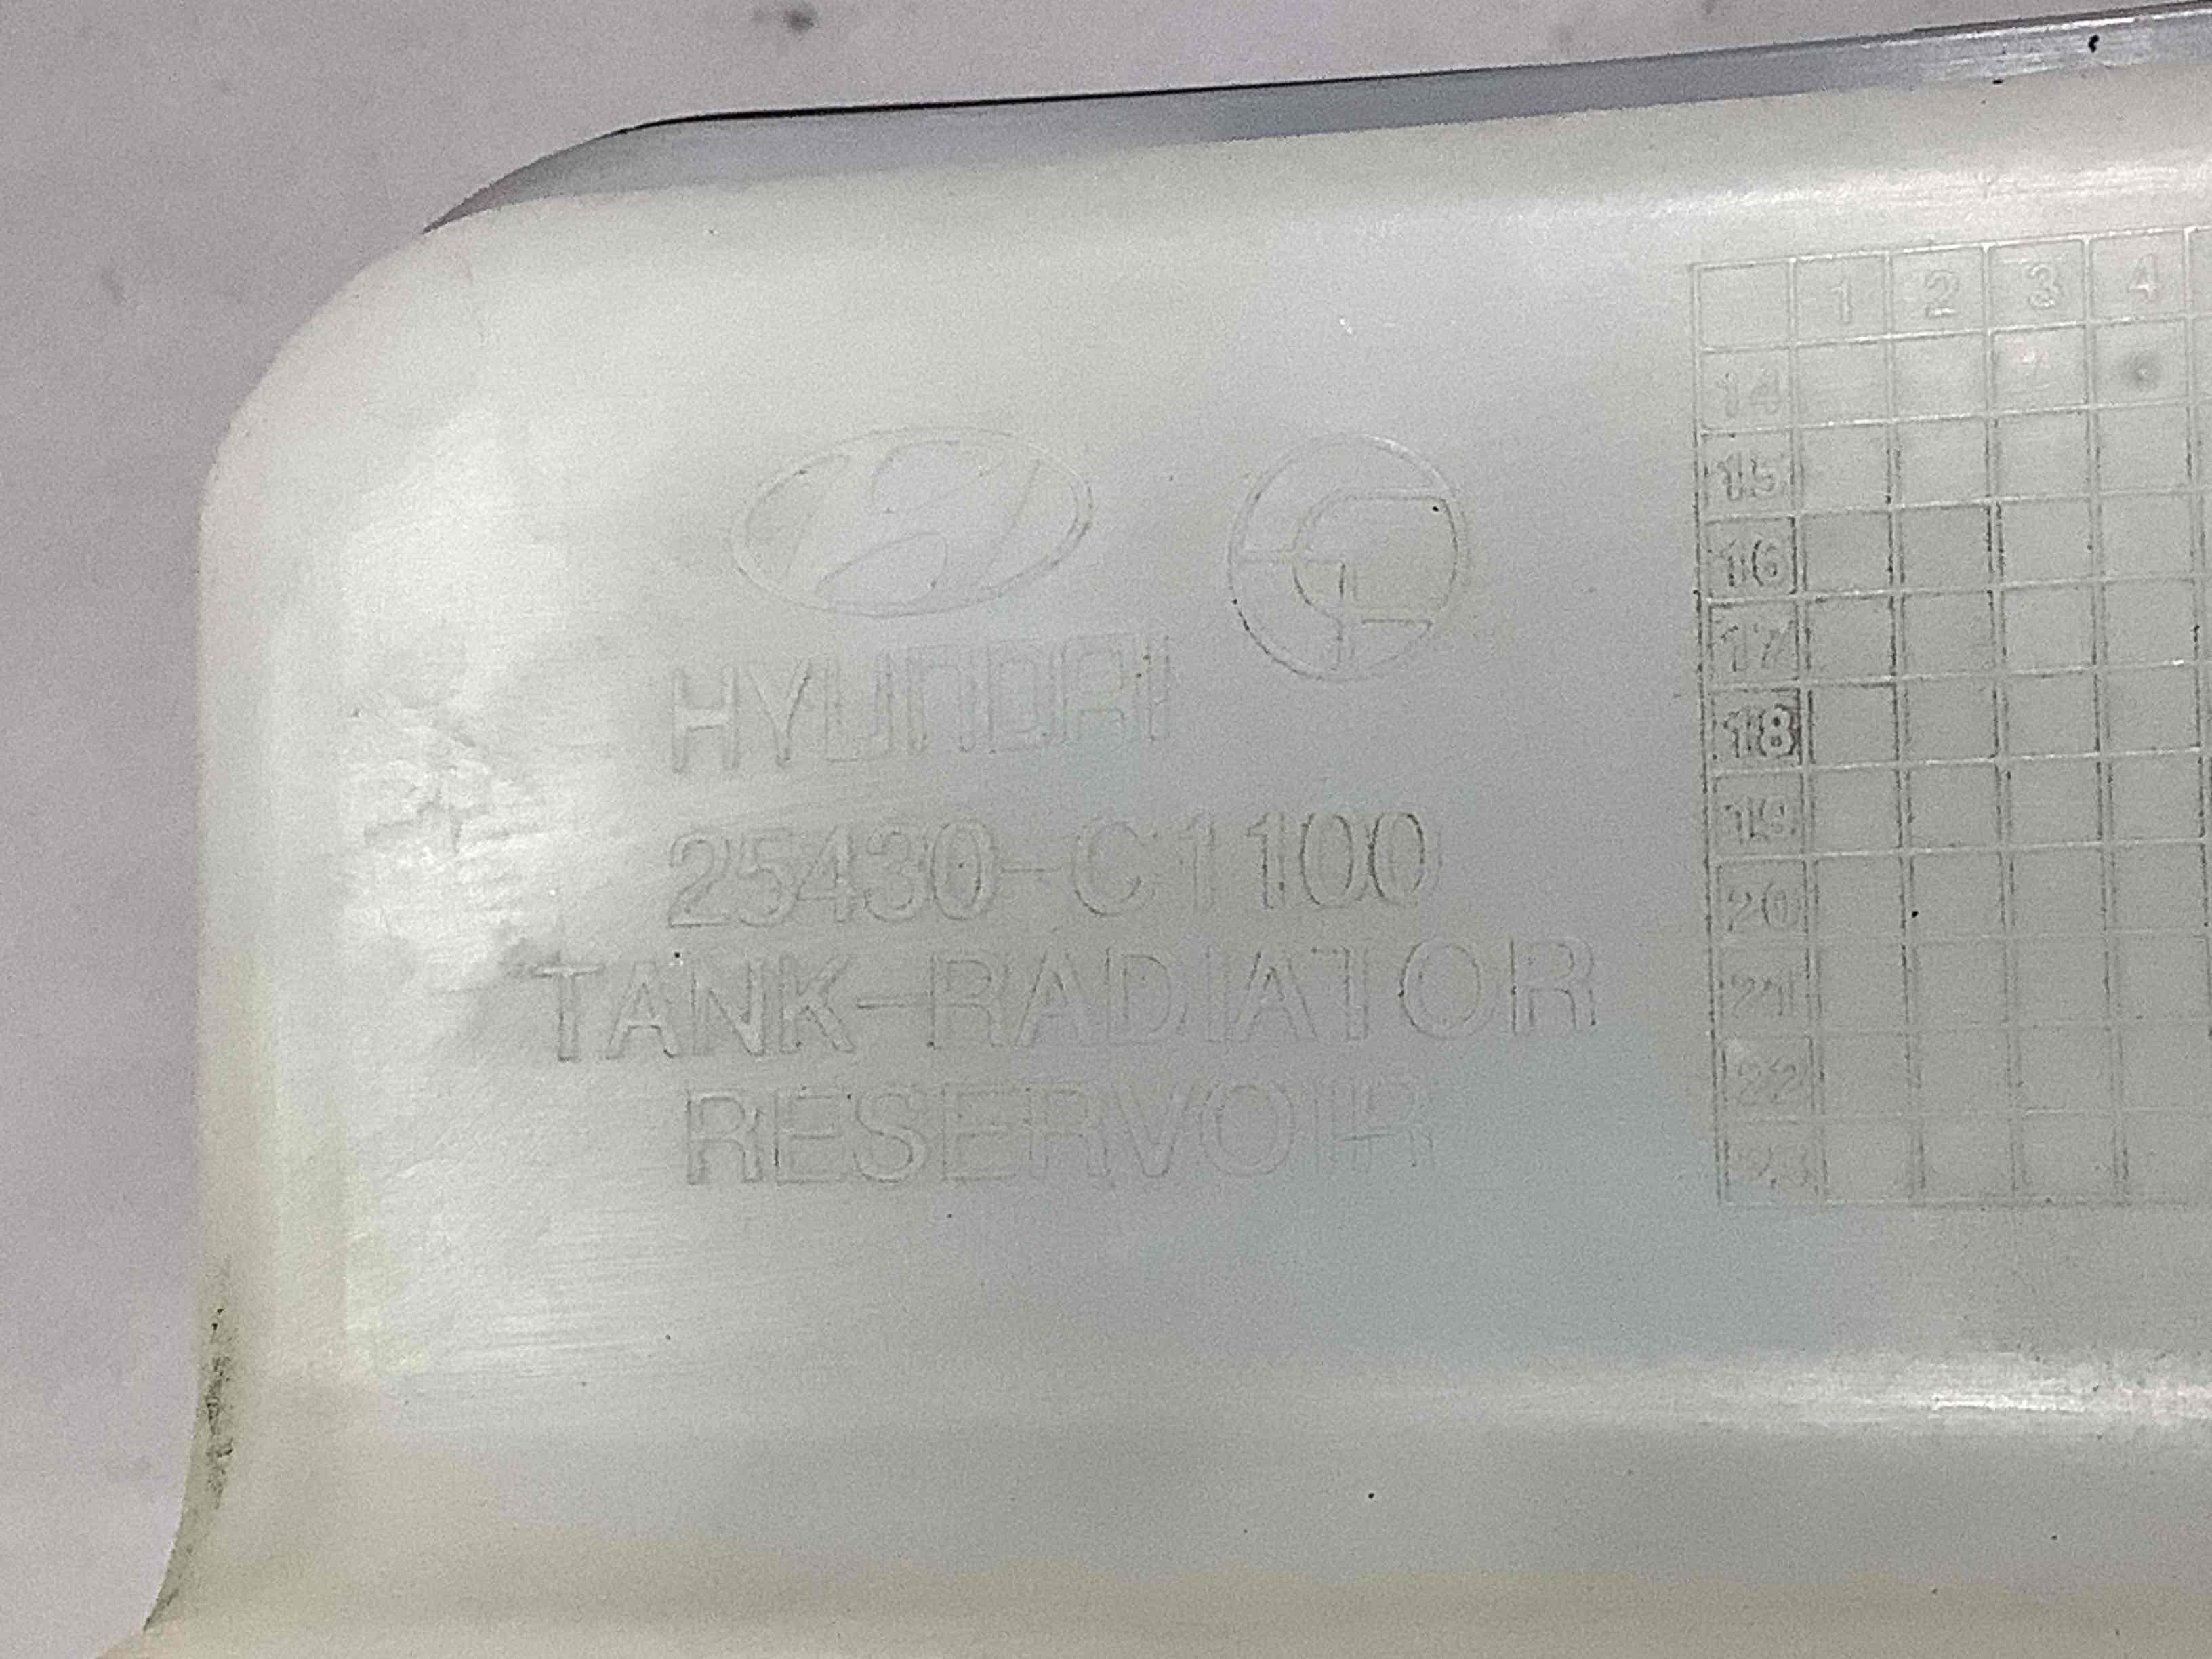 HYUNDAI
25430-C1100
TANK-RADIATOR
RESERVOIR
>PP<
1 2 3 4
14
15
16
17
18
19
20
21
22
23